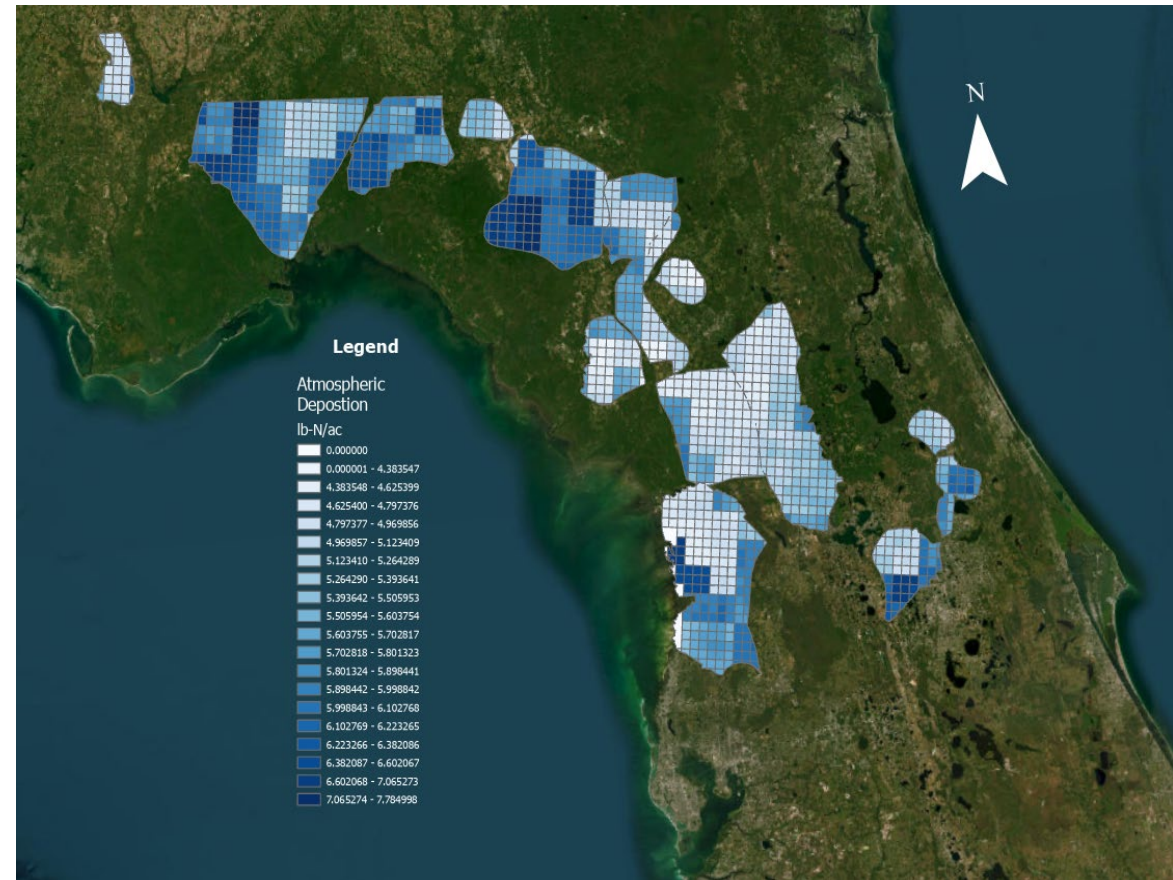 N
Legend
Atmospheric
Depostion
lb-N/ac
0.000000
0.000001 - 4.383547
4.383548 - 4.625399
4.625400 - 4.797376
4.797377 - 4.969856
4.969857 - 5.123409
5.123410 - 5.264289
5.264290 - 5.393641
5.393642 - 5.505953
5.505954 - 5.603754
5.603755 - 5.702817
5.702818 - 5.801323
5.801324 - 5.898441
5.898442 - 5.998842
5.998843 - 6.102768
6.102769 - 6.223265
6.223266 - 6.382086
6.382087 - 6.602067
6.602068 - 7.065273
7.065274 - 7.784998